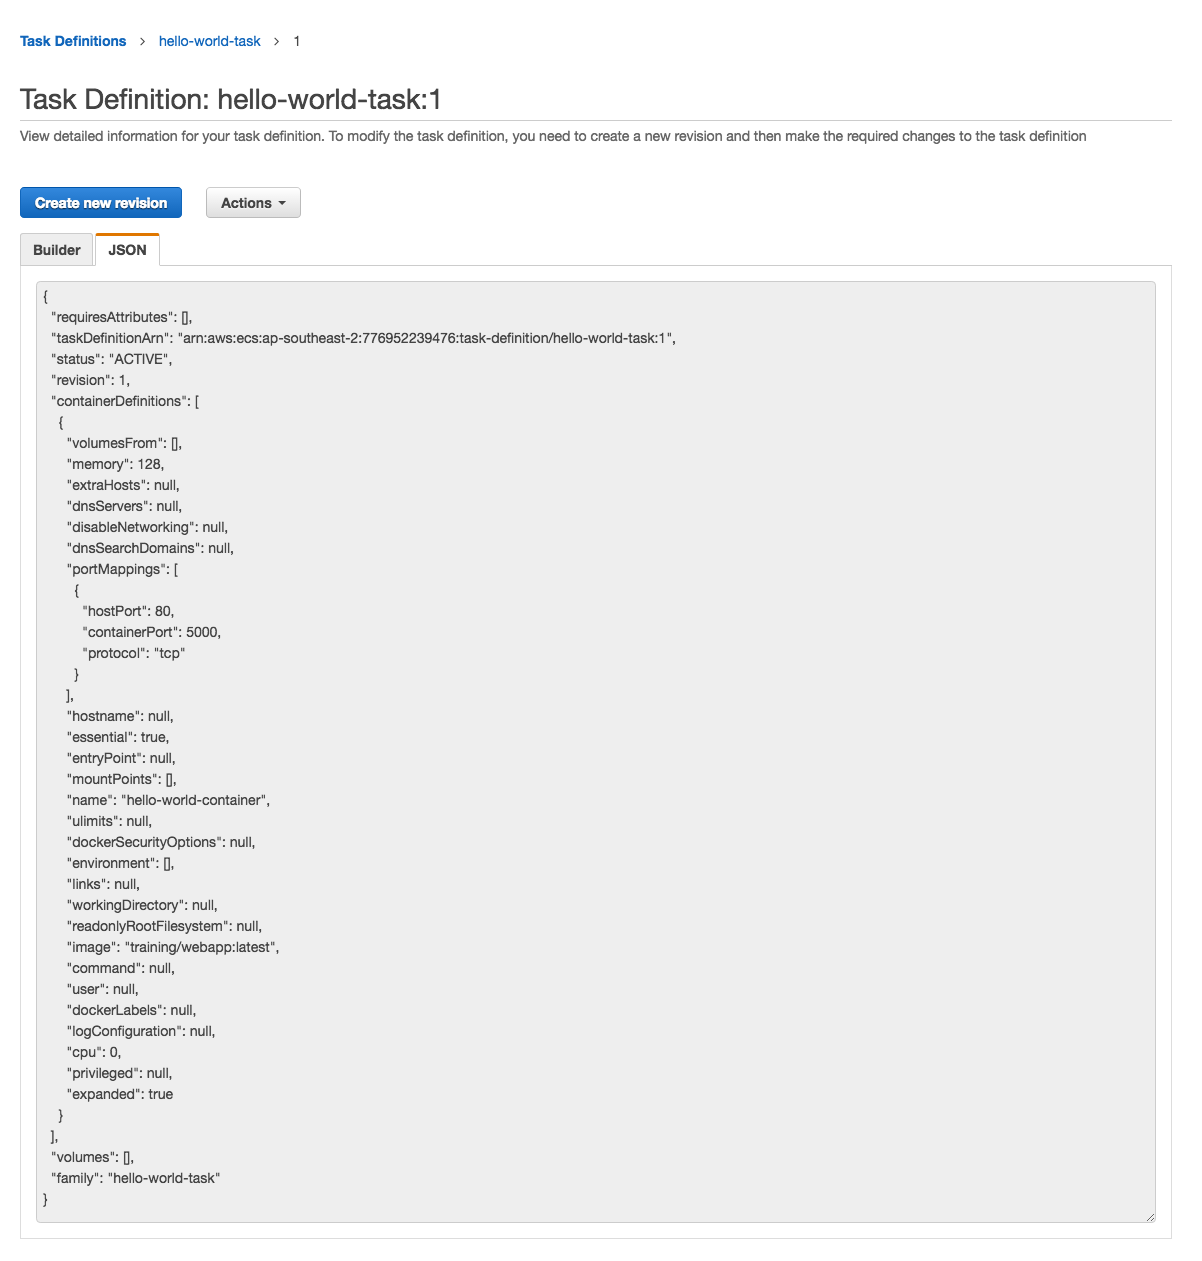 Task Definitions > hello-world-task > 1
Task Definition: hello-world-task:1
View detailed information for your task definition. To modify the task definition, you need to create a new revision and then make the required changes to the task definition
Create new revision Actions
Builder JSON
{
"requiresAttributes": [],
"taskDefinitionArn": "arn:aws:ecs:ap-southeast-2:776952239476:task-definition/hello-world-task:1",
"status": "ACTIVE",
"revision": 1,
"containerDefinitions": [
{
"volumesFrom": [],
"memory": 128,
"extraHosts": null,
"dnsServers": null,
"disableNetworking": null,
"dnsSearchDomains": null,
"portMappings": [
{
"hostPort": 80,
"containerPort": 5000,
"protocol": "tcp"
}
],
"hostname": null,
"essential": true,
"entryPoint": null,
"mountPoints": [],
"name": "hello-world-container",
"ulimits": null,
"dockerSecurityOptions": null,
"environment": [],
"links": null,
"workingDirectory": null,
"readonlyRootFilesystem": null,
"image": "training/webapp:latest",
"command": null,
"user": null,
"dockerLabels": null,
"logConfiguration": null,
"cpu": 0,
"privileged": null,
"expanded": true
}
],
"volumes": [],
"family": "hello-world-task"
}